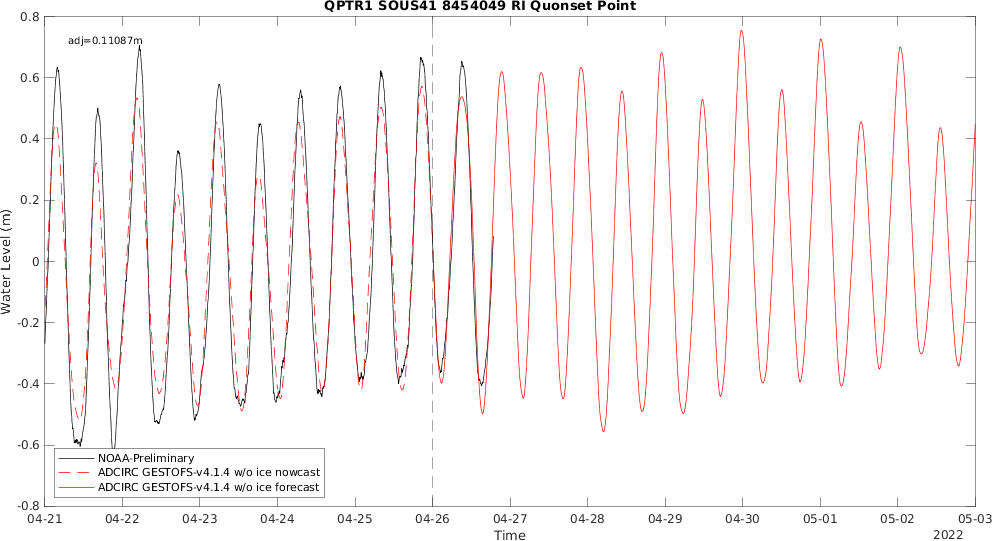 QPTR1 SOUS41 8454049 RI Quonset Point
adj=0.11087m
Water Level (m)
0.8
0.6
0.4
0.2
0
-0.2
-0.4
-0.6
-0.8
NOAA-Preliminary
ADCIRC GESTOFS-v4.1.4 w/o ice nowcast
ADCIRC GESTOFS-v4.1.4 w/o ice forecast
04-21 04-22 04-23 04-24 04-25 04-26 04-27 04-28 04-29 04-30 05-01 05-02 05-03
Time
2022